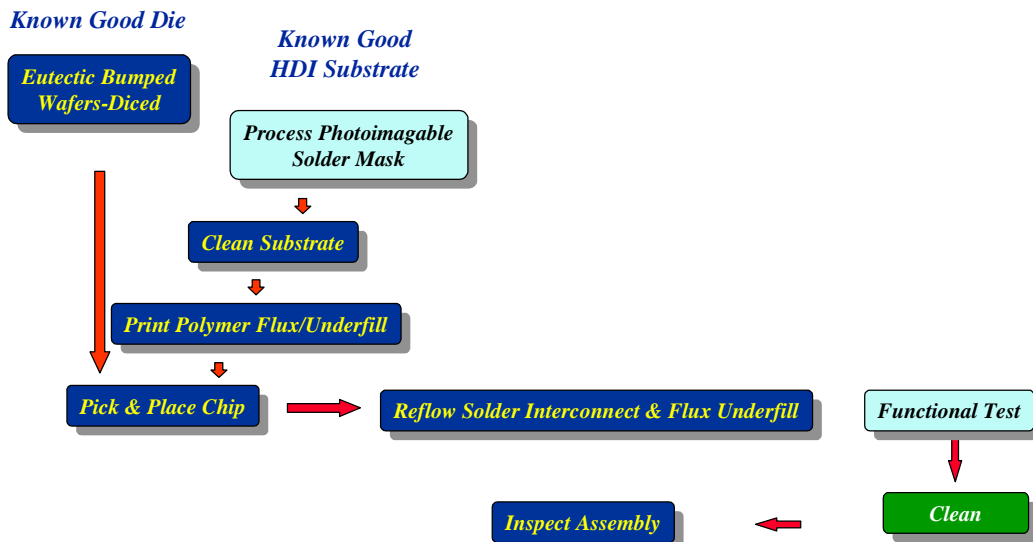 Known Good Die
Known Good
HDI Substrate
Eutectic Bumped
Wafers-Diced
Process Photoimagable
Solder Mask
Clean Substrate
Print Polymer Flux/Underfill
Pick & Place Chip
Reflow Solder Interconnect & Flux Underfill
Functional Test
Clean
Inspect Assembly